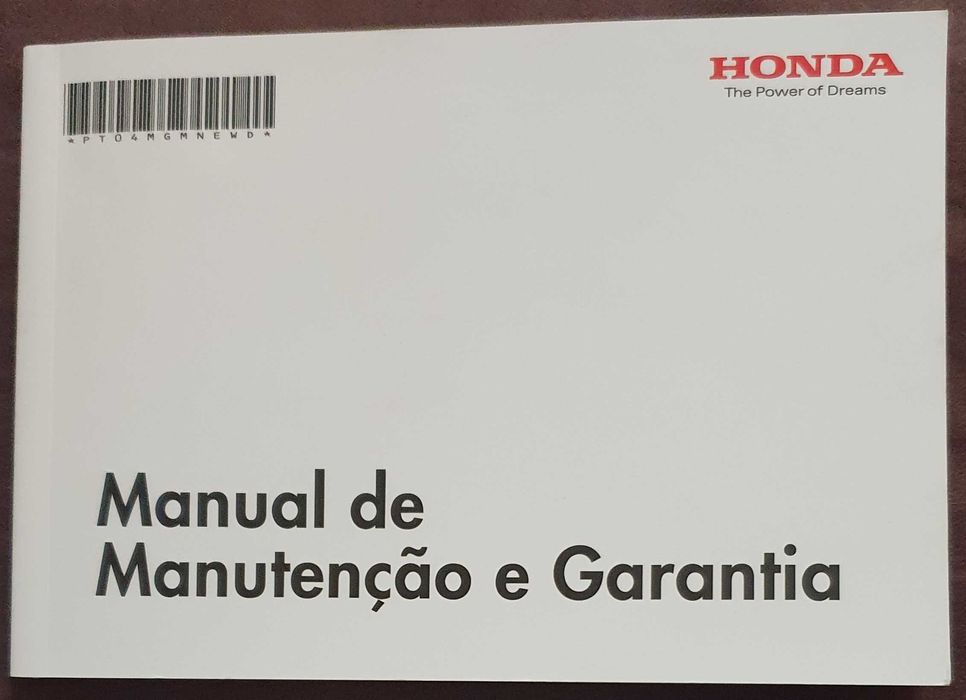 HONDA
The Power of Dreams
*PT04MGMNEWD*
Manual de
Manutenção e Garantia